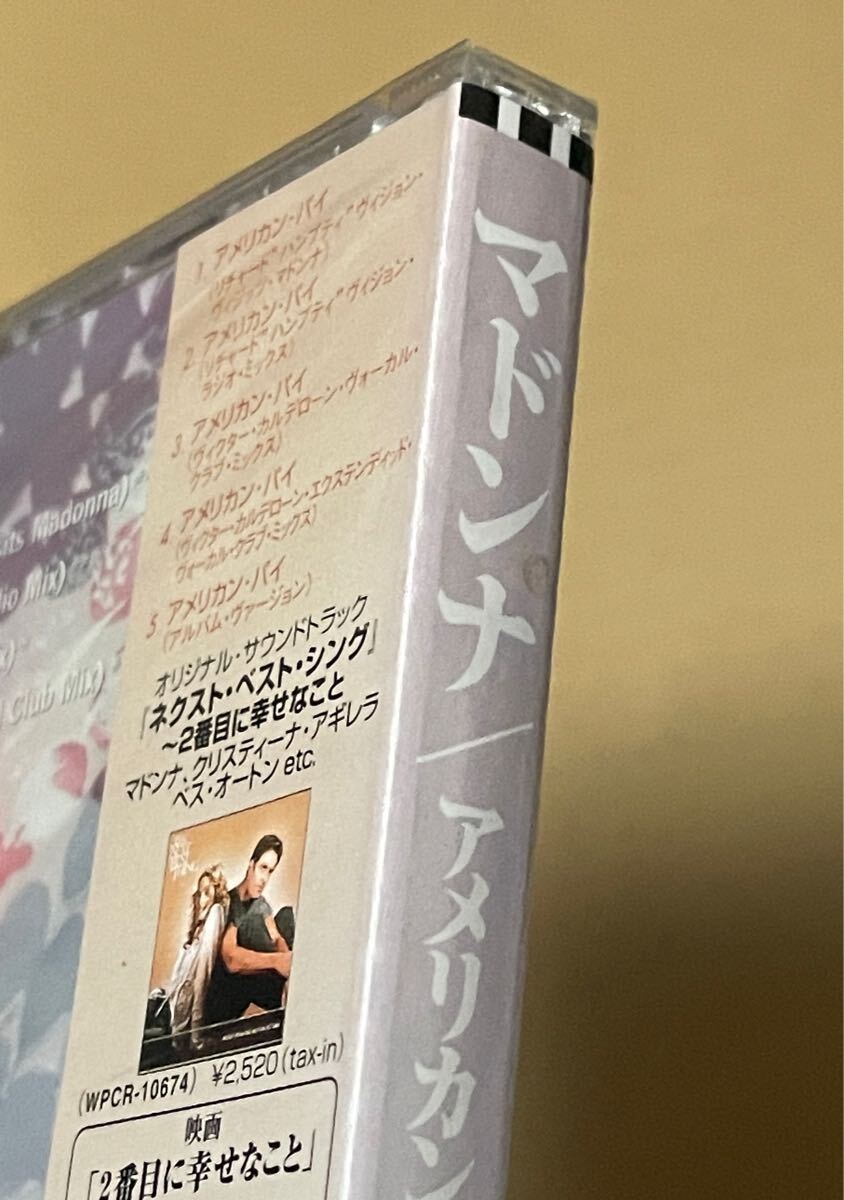 1. アメリカン・パイ
(リチャード"ハンプティ"ヴィジョン・
ヴィジッツ・マドンナ)
2. アメリカン・パイ
(リチャード"ハンプティ"ヴィジョン・
ラジオ・ミックス)
3. アメリカン・パイ
(ヴィクター・カルデローン・ヴォーカル・
クラブ・ミックス)
4 アメリカン・パイ
(ヴィクター・カルデローン・エクステンディッド・
ヴォーカル・クラブ・ミックス)
5 アメリカン・パイ
(アルバム・ヴァージョン)
オリジナル・サウンドトラック
『ネクスト・ベスト・シング』
～2番目に幸せなこと
マドンナ、クリスティーナ・アギレラ
ベス・オートン etc.
(WPCR-10674) ¥2,520 (tax-in)
映画
「2番目に幸せなこと」
マドンナ／アメリカン
Madonna)
Mix)
Club Mix)